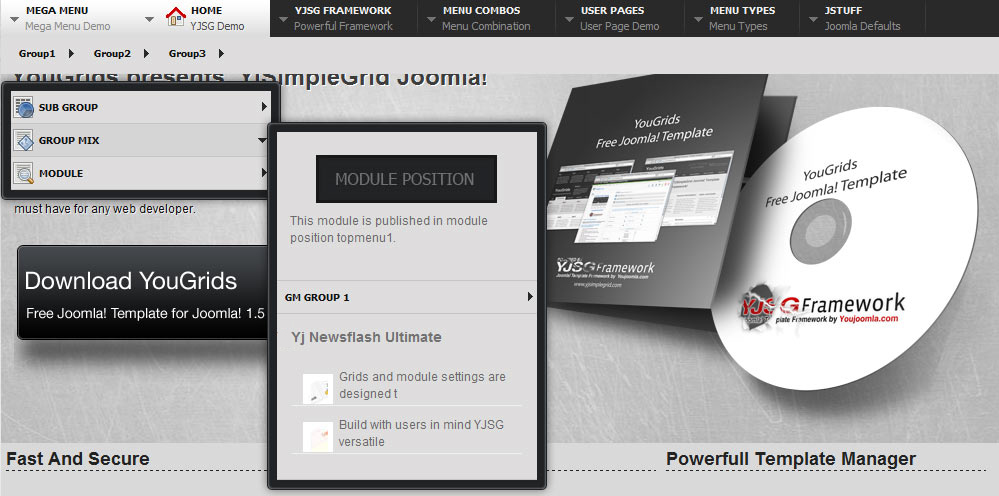 MEGA MENU
Mega Menu Demo
HOME
YJSG Demo
YJSG FRAMEWORK
Powerful Framework
MENU COMBOS
Menu Combination
USER PAGES
User Page Demo
MENU TYPES
Menu Types
JSTUFF
Joomla Defaults
Group1
Group2
Group3
YouGrids presents YjSimpleGrid Joomla!
SUB GROUP
GROUP MIX
MODULE
must have for any web developer.
Download YouGrids
Free Joomla! Template for Joomla! 1.5
MODULE POSITION
This module is published in module
position topmenu1.
GM GROUP 1
Yj Newsflash Ultimate
Grids and module settings are
designed t
Build with users in mind YJSG
versatile
YouGrids
Free Joomla! Template
YJSG Framework
Joomla! Template Framework by Youjoomla.com
www.yjsimplegrid.com
YouGrids
Free Joomla! Template
YJSG Framework
plate Framework by Youjoomla.com
Fast And Secure
Powerfull Template Manager